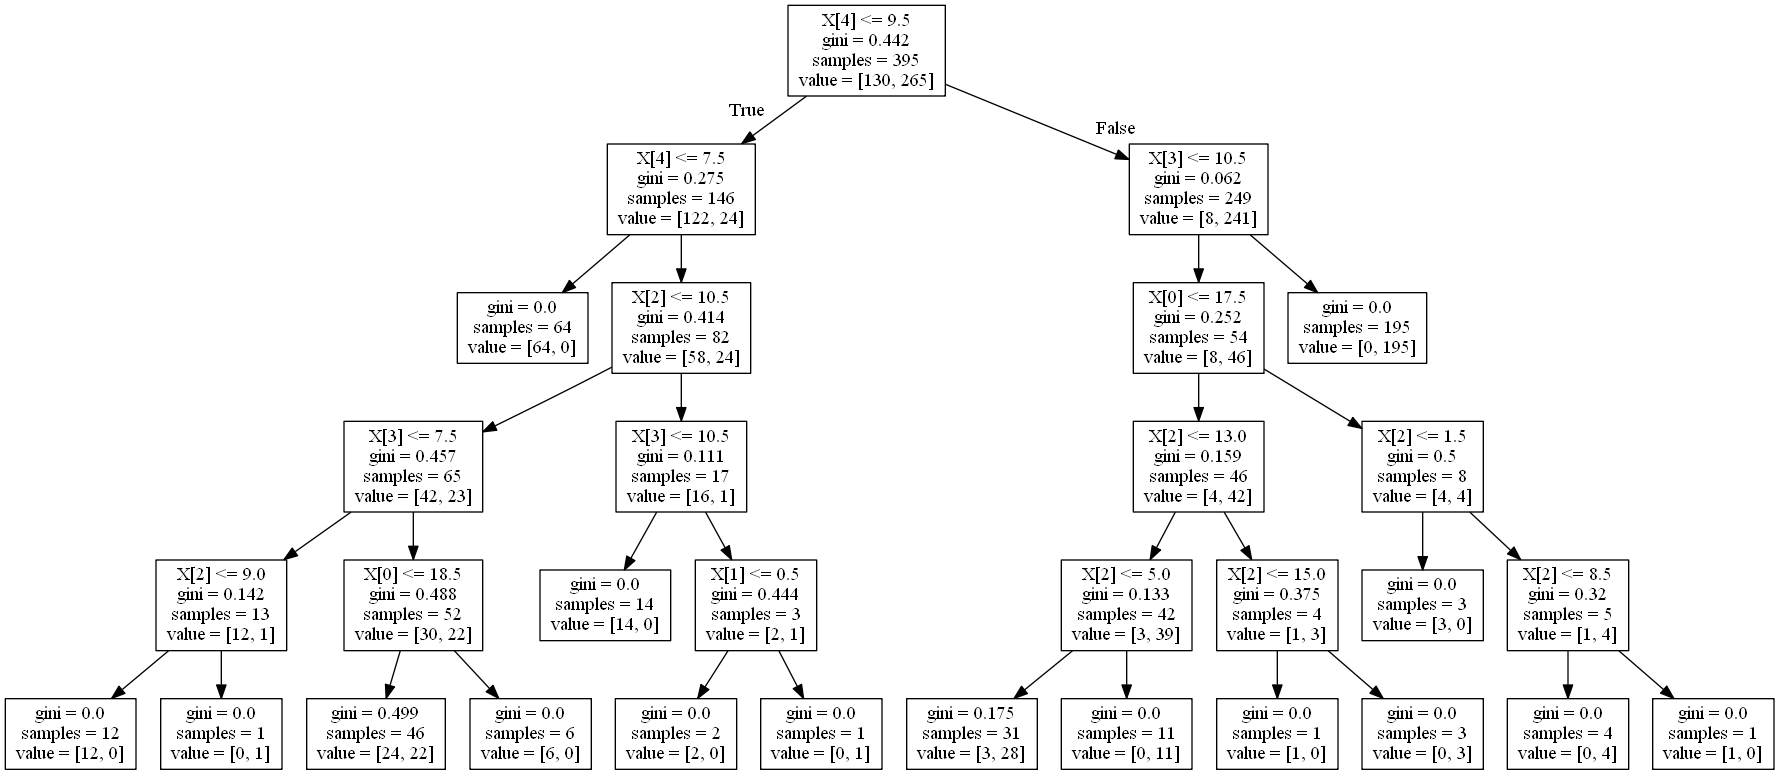 X[4] <= 9.5
gini = 0.442
samples = 395
value = [130, 265]
True
False
X[4] <= 7.5
gini = 0.275
samples = 146
value = [122, 24]
X[3] <= 10.5
gini = 0.062
samples = 249
value = [8, 241]
gini = 0.0
samples = 64
value = [64, 0]
X[2] <= 10.5
gini = 0.414
samples = 82
value = [58, 24]
X[0] <= 17.5
gini = 0.252
samples = 54
value = [8, 46]
gini = 0.0
samples = 195
value = [0, 195]
X[3] <= 7.5
gini = 0.457
samples = 65
value = [42, 23]
X[3] <= 10.5
gini = 0.111
samples = 17
value = [16, 1]
X[2] <= 13.0
gini = 0.159
samples = 46
value = [4, 42]
X[2] <= 1.5
gini = 0.5
samples = 8
value = [4, 4]
X[2] <= 9.0
gini = 0.142
samples = 13
value = [12, 1]
X[0] <= 18.5
gini = 0.488
samples = 52
value = [30, 22]
gini = 0.0
samples = 14
value = [14, 0]
X[1] <= 0.5
gini = 0.444
samples = 3
value = [2, 1]
X[2] <= 5.0
gini = 0.133
samples = 42
value = [3, 39]
X[2] <= 15.0
gini = 0.375
samples = 4
value = [1, 3]
gini = 0.0
samples = 3
value = [3, 0]
X[2] <= 8.5
gini = 0.32
samples = 5
value = [1, 4]
gini = 0.0
samples = 12
value = [12, 0]
gini = 0.0
samples = 1
value = [0, 1]
gini = 0.499
samples = 46
value = [24, 22]
gini = 0.0
samples = 6
value = [6, 0]
gini = 0.0
samples = 2
value = [2, 0]
gini = 0.0
samples = 1
value = [0, 1]
gini = 0.175
samples = 31
value = [3, 28]
gini = 0.0
samples = 11
value = [0, 11]
gini = 0.0
samples = 1
value = [1, 0]
gini = 0.0
samples = 3
value = [0, 3]
gini = 0.0
samples = 4
value = [0, 4]
gini = 0.0
samples = 1
value = [1, 0]